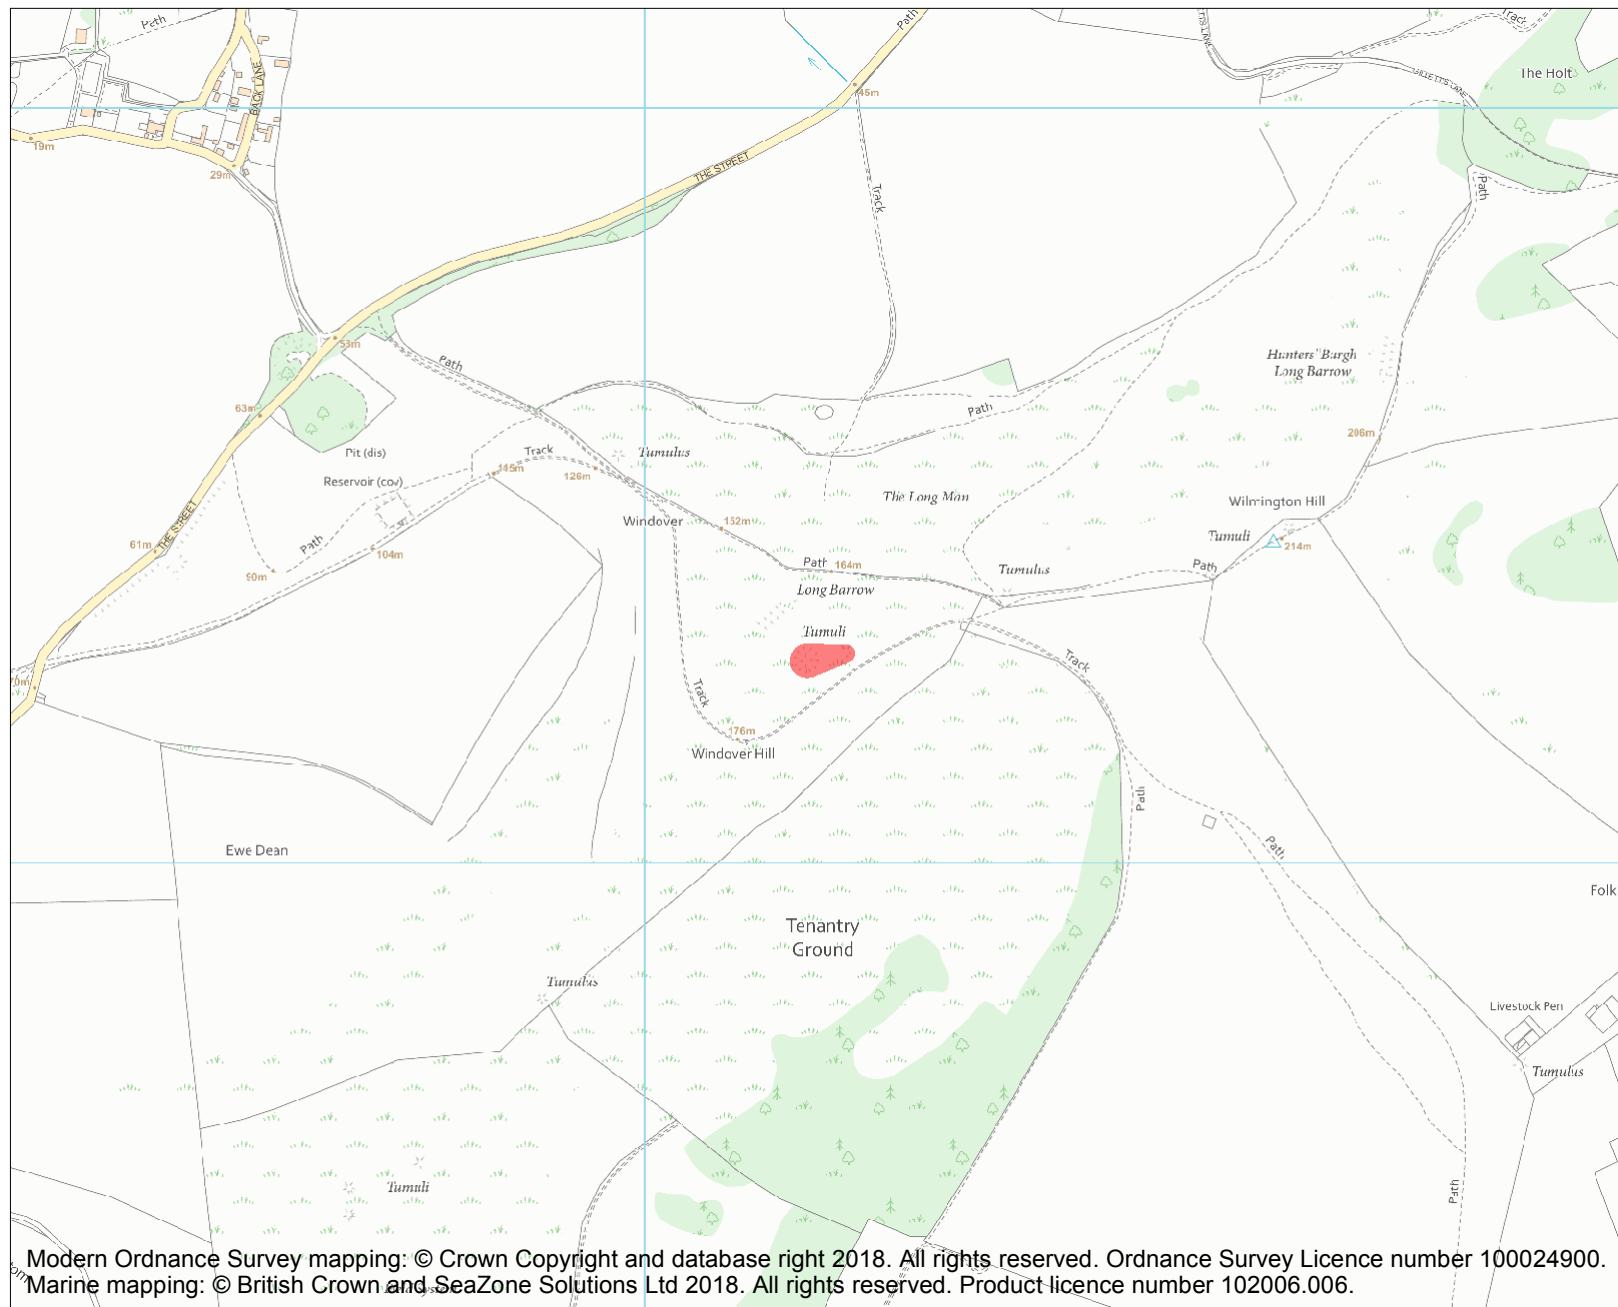 Path
Path
Track
The Holt
BACK LANE
45m
19m
29m
THE STREET
Track
Path
53m
Path
Hunters' Burgh
Long Barrow
63m
Path
206m
Pit (dis)
Track
Tumulus
115m
126m
Reservoir (cov)
The Long Man
Wilmington Hill
Windover
152m
Tumuli
214m
THE STREET
61m
Path
104m
90m
Path
164m
Tumulus
Path
Long Barrow
Tumuli
Track
Track
176m
Windover Hill
Path
Path
Ewe Dean
Folk
Tenantry
Ground
Tumulus
Livestock Pen
Tumulus
Tumuli
Path
Modern Ordnance Survey mapping: © Crown Copyright and database right 2018. All rights reserved. Ordnance Survey Licence number 100024900.
Marine mapping: © British Crown and SeaZone Solutions Ltd 2018. All rights reserved. Product licence number 102006.006.